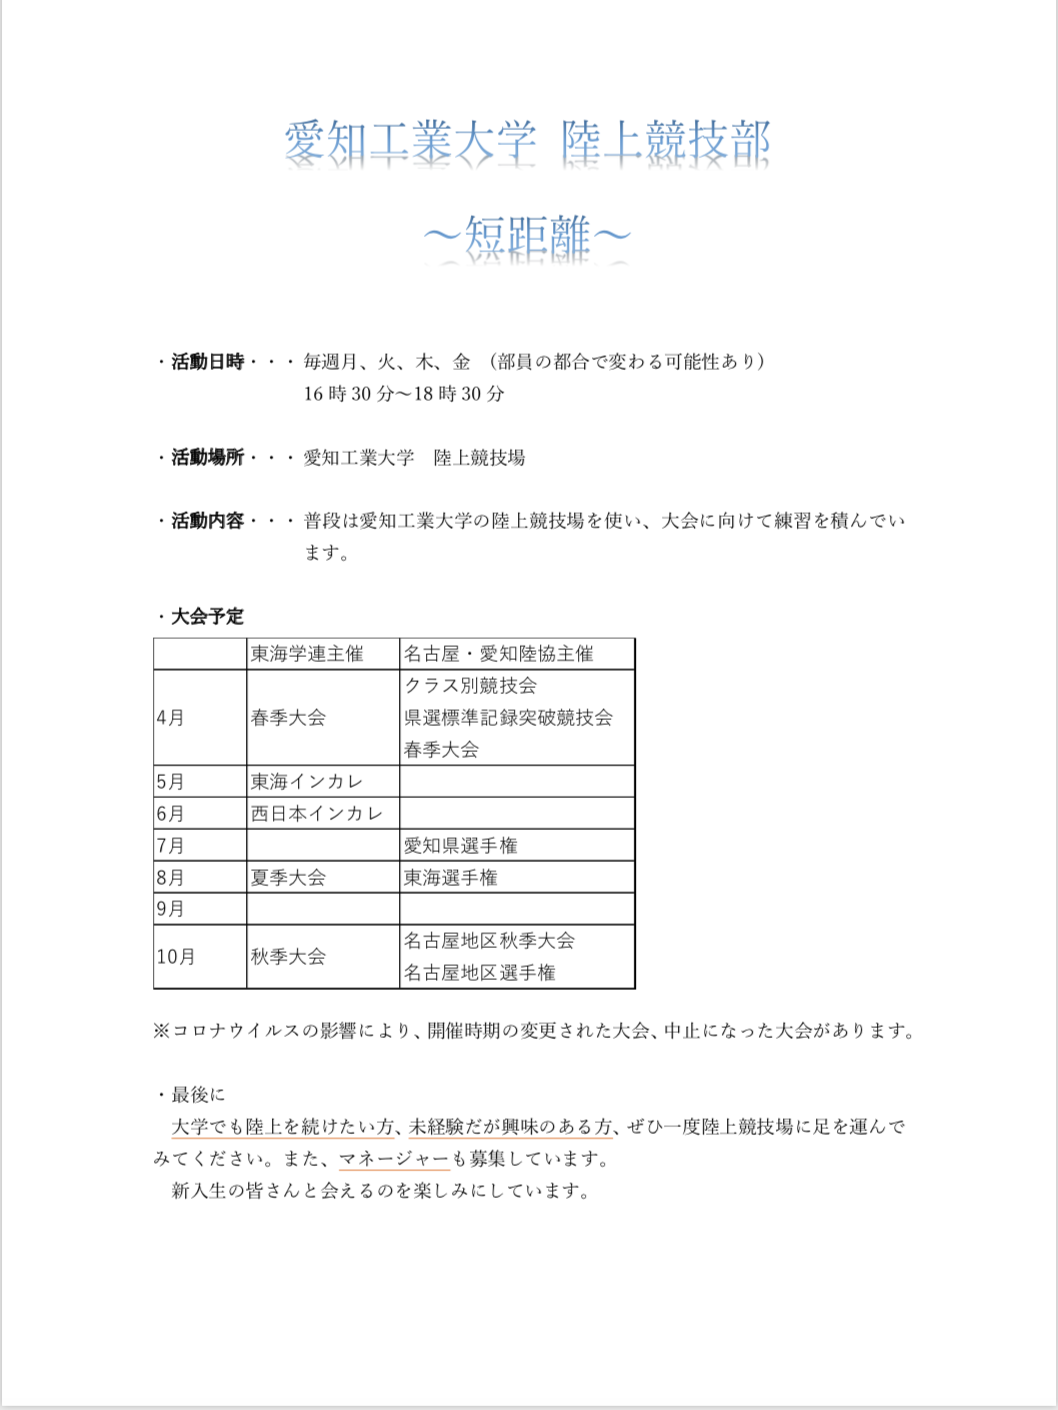 愛知工業大学 陸上競技部
～短距離～
・活動日時・・・毎週月、火、木、金　（部員の都合で変わる可能性あり）
16 時 30 分～18 時 30 分
・活動場所・・・愛知工業大学　陸上競技場
・活動内容・・・普段は愛知工業大学の陸上競技場を使い、大会に向けて練習を積んでい
ます。
・大会予定
東海学連主催 名古屋・愛知陸協主催
4月 春季大会 クラス別競技会
県選標準記録突破競技会
春季大会
5月 東海インカレ
6月 西日本インカレ
7月 愛知県選手権
8月 夏季大会 東海選手権
9月
10月 秋季大会 名古屋地区秋季大会
名古屋地区選手権
※コロナウイルスの影響により、開催時期の変更された大会、中止になった大会があります。
・最後に
大学でも陸上を続けたい方、未経験だが興味のある方、ぜひ一度陸上競技場に足を運んで
みてください。また、マネージャーも募集しています。
新入生の皆さんと会えるのを楽しみにしています。